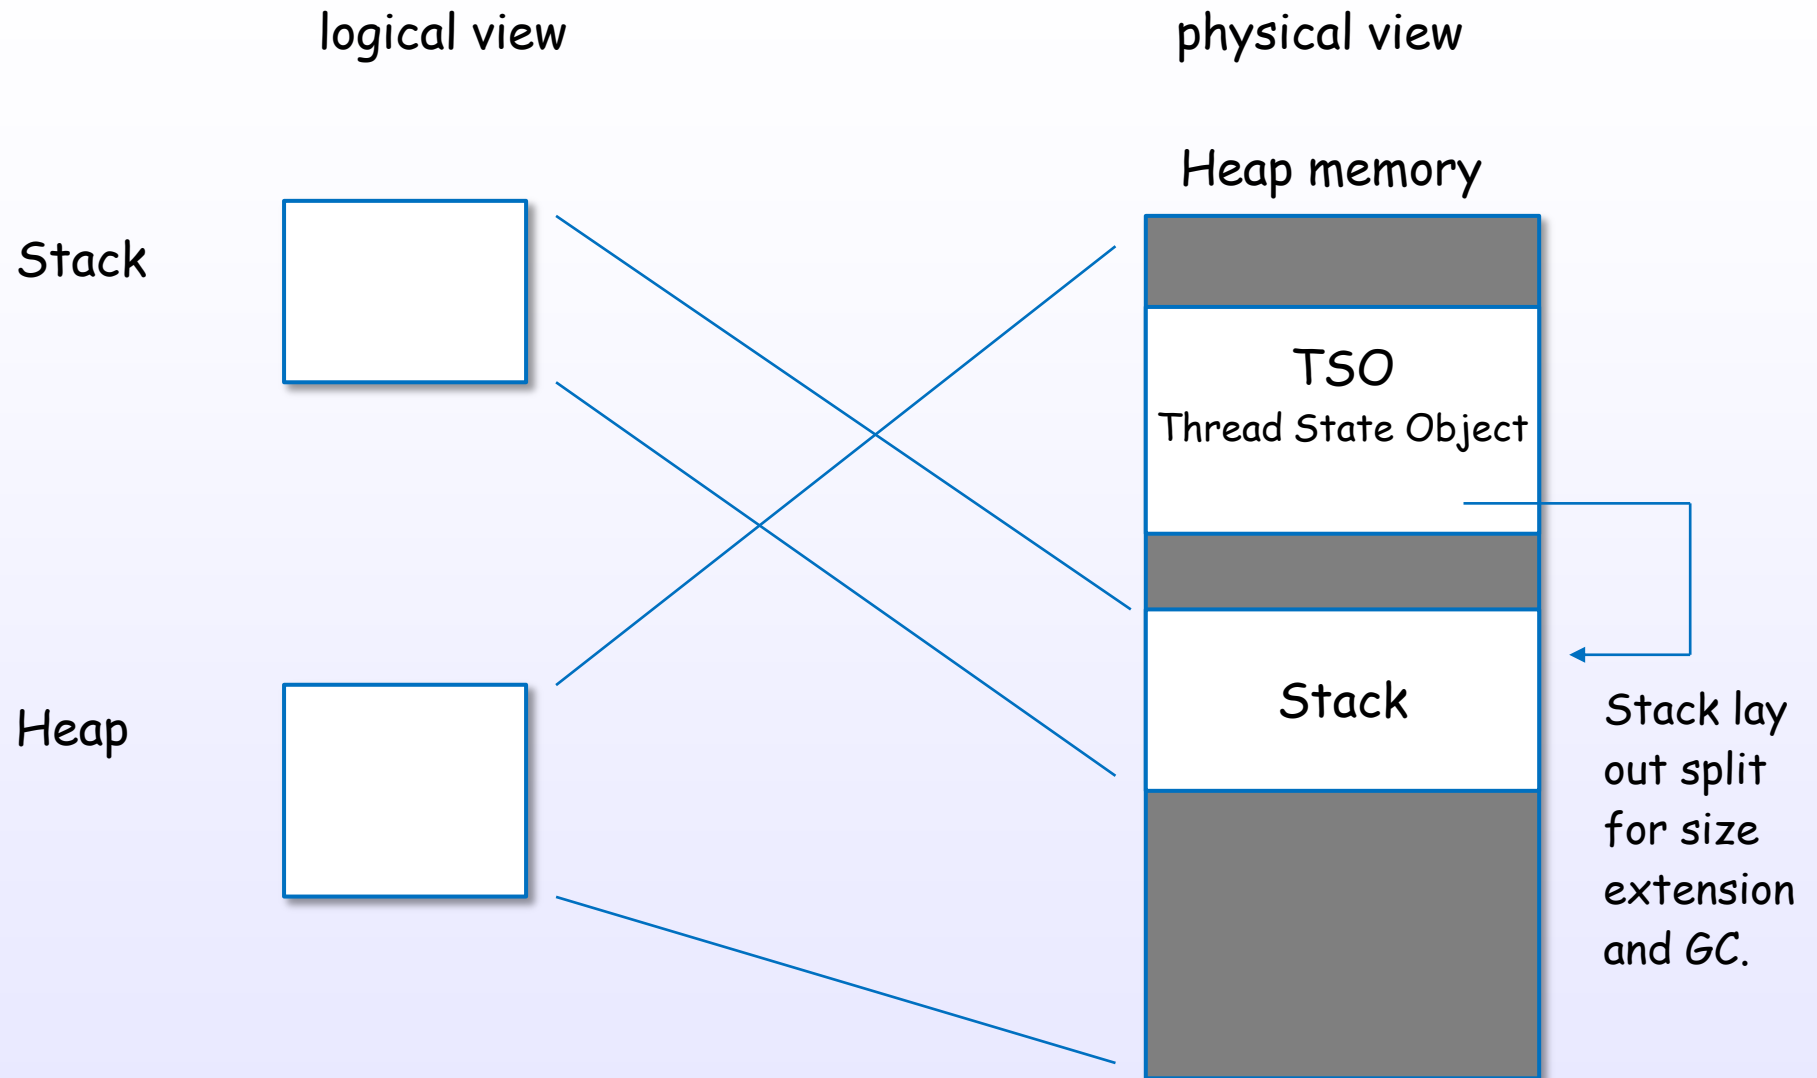 logical view
physical view
Heap memory
Stack
TSO
Thread State Object
Stack
Heap
Stack lay
out split
for size
extension
and GC.